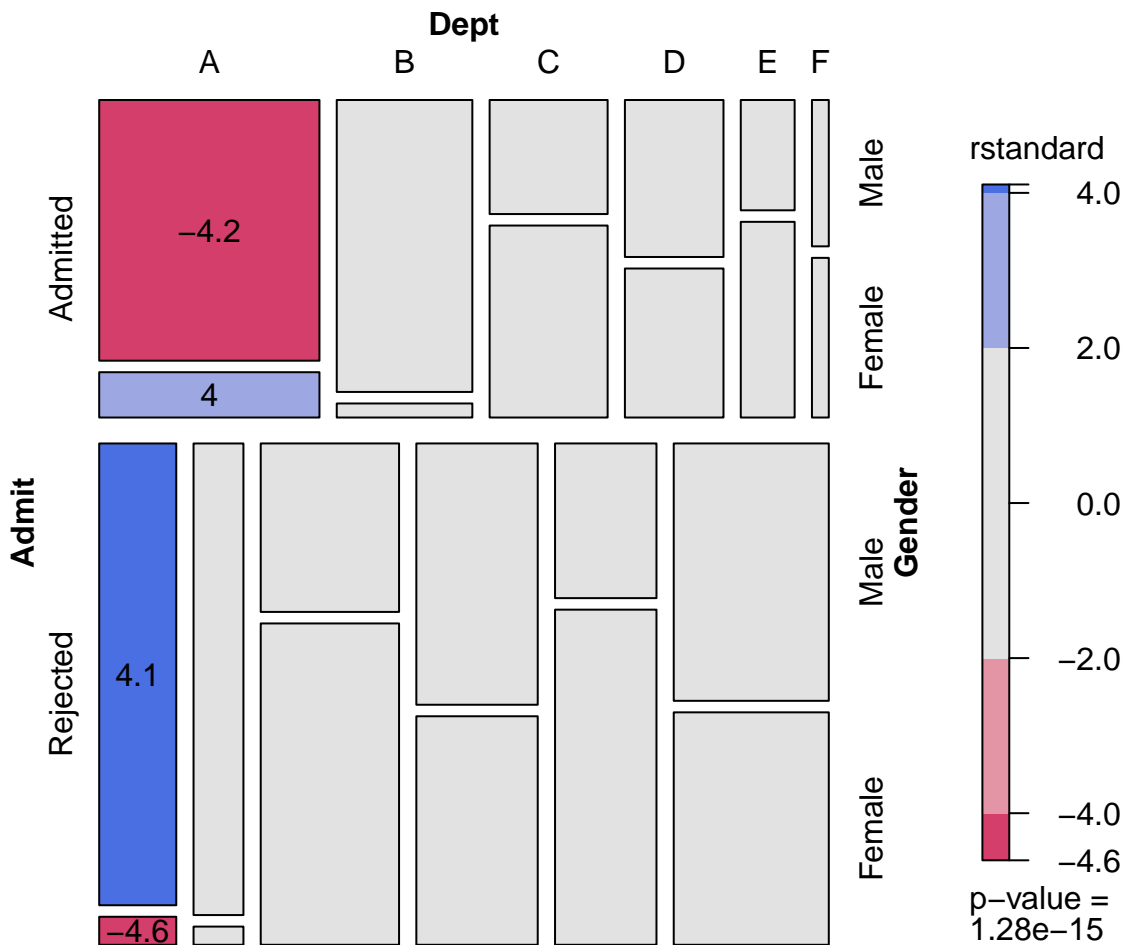 Dept
A B C D E F
rstandard
Admitted
Rejected
Admit
Male
Female
Male
Female
Gender
−4.2
4
4.1
−4.6
4.0
2.0
0.0
−2.0
−4.0
−4.6
p−value =
1.28e−15